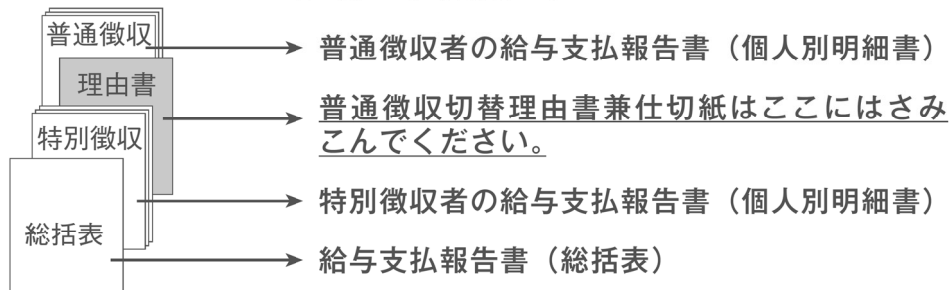 普通徴収
普通徴収者の給与支払報告書（個人別明細書）
理由書
普通徴収切替理由書兼仕切紙はここにはさみ
こんでください。
特別徴収
特別徴収者の給与支払報告書（個人別明細書）
総括表
給与支払報告書（総括表）